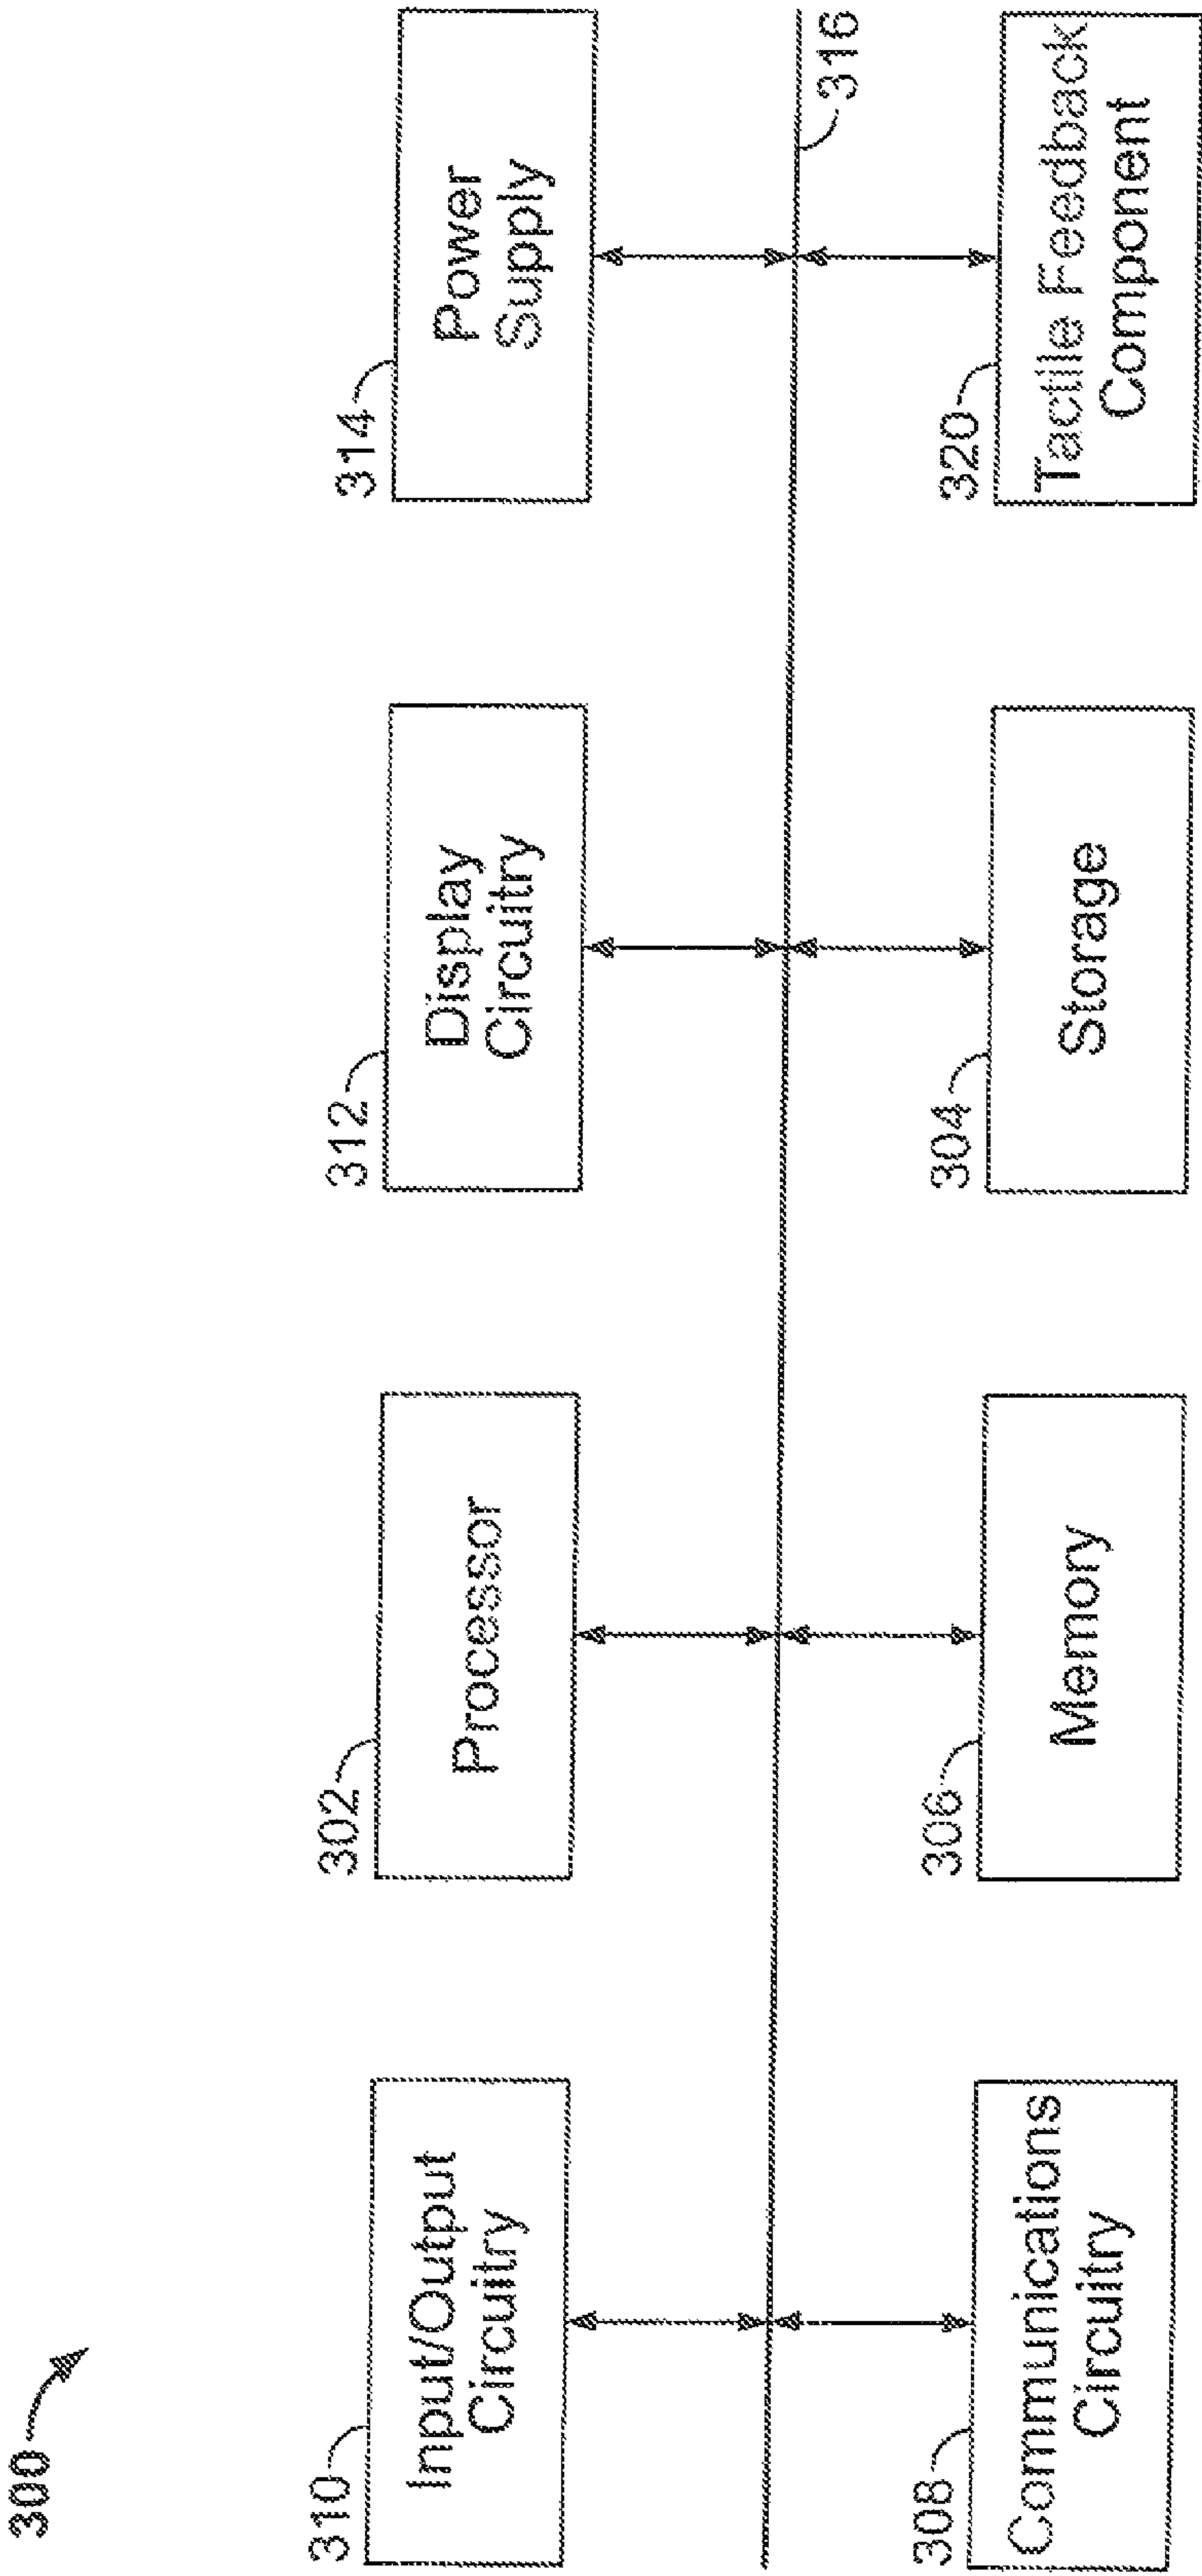 300
310
Input/Output
Circuitry
302
Processor
312
Display
Circuitry
314
Power
Supply
316
308
Communications
Circuitry
306
Memory
304
Storage
320
Tactile Feedback
Component